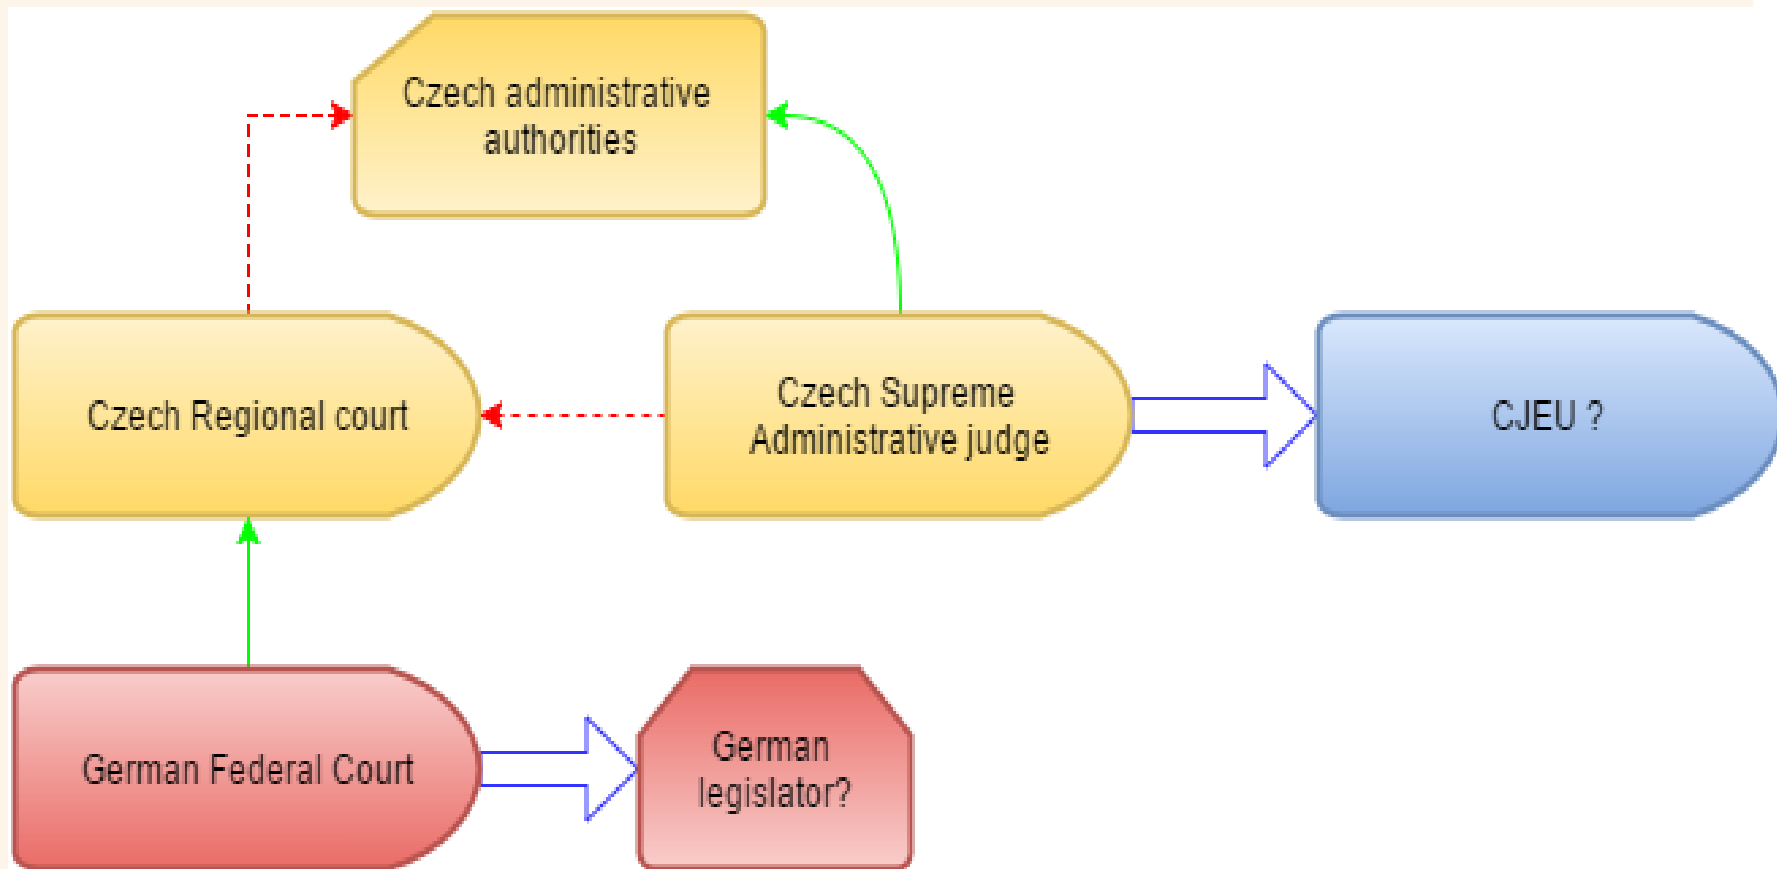 Czech administrative
authorities
Czech Regional court
Czech Supreme
Administrative judge
CJEU ?
German Federal Court
German
legislator?